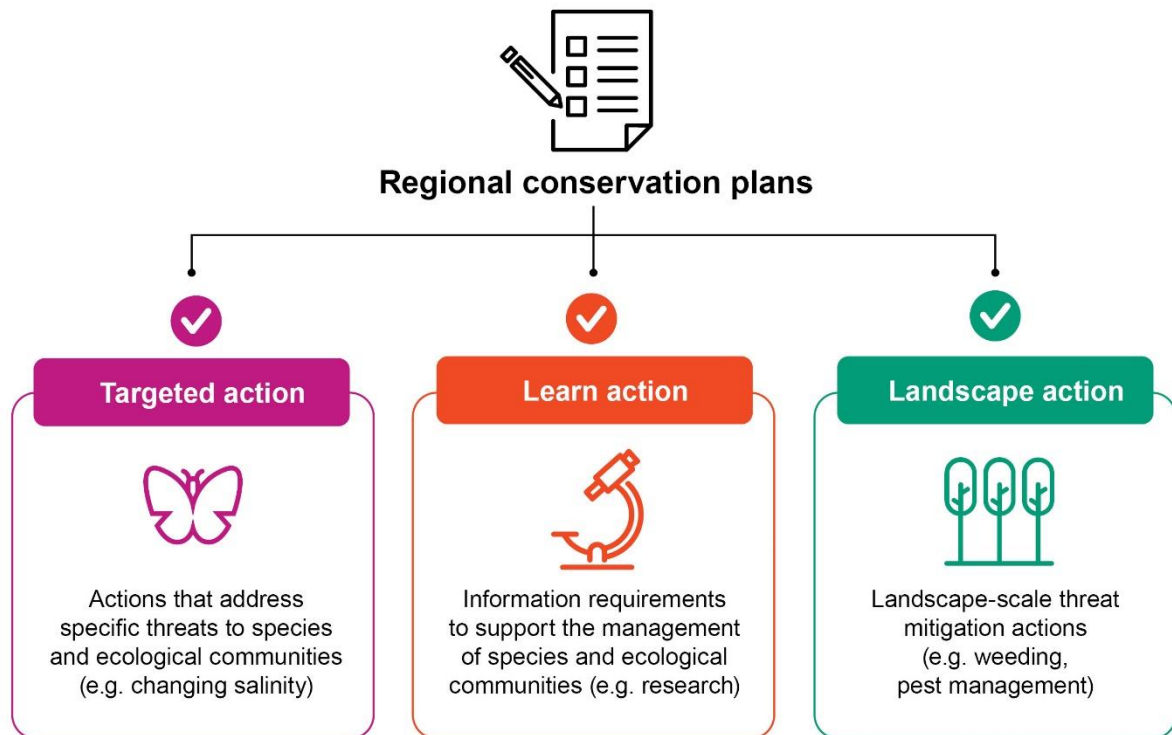 Regional conservation plans
Targeted action
Actions that address
specific threats to species
and ecological communities
(e.g. changing salinity)
Learn action
Information requirements
to support the management
of species and ecological
communities (e.g. research)
Landscape action
Landscape-scale threat
mitigation actions
(e.g. weeding,
pest management)